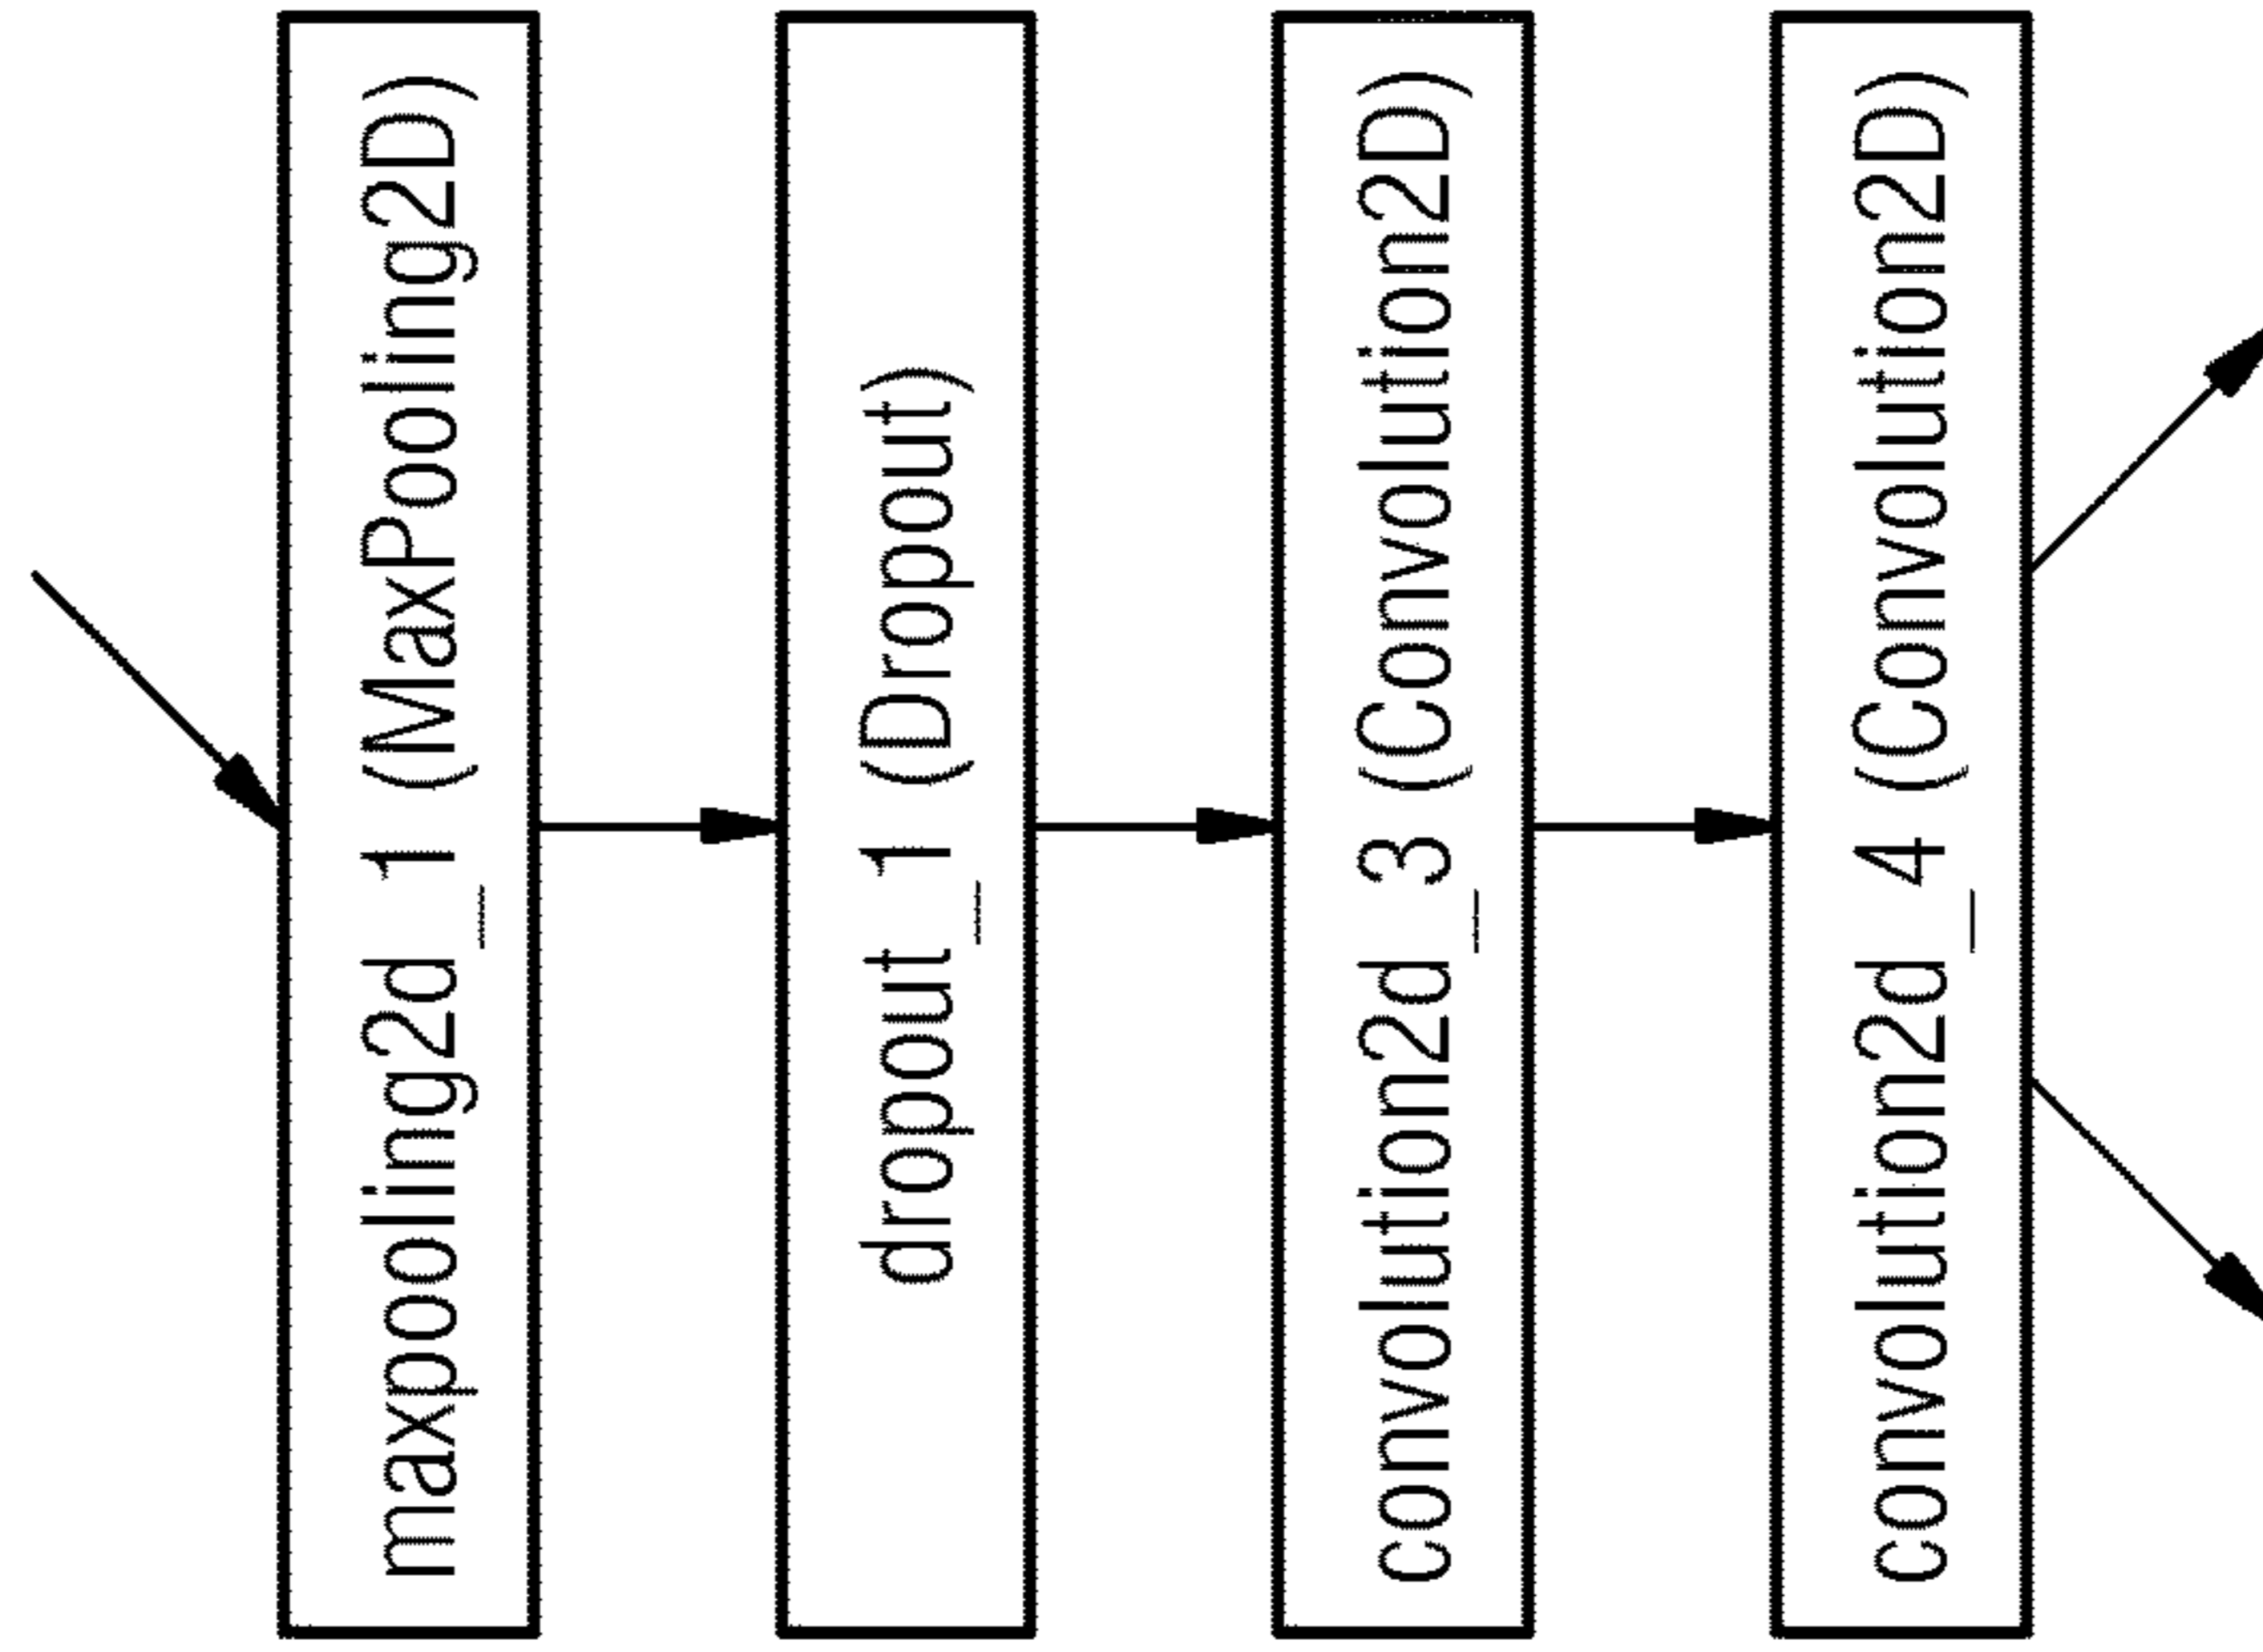 maxpooling2d_1 (MaxPooling2D)
dropout_1 (Dropout)
convolution2d_3 (Convolution2D)
convolution2d_4 (Convolution2D)